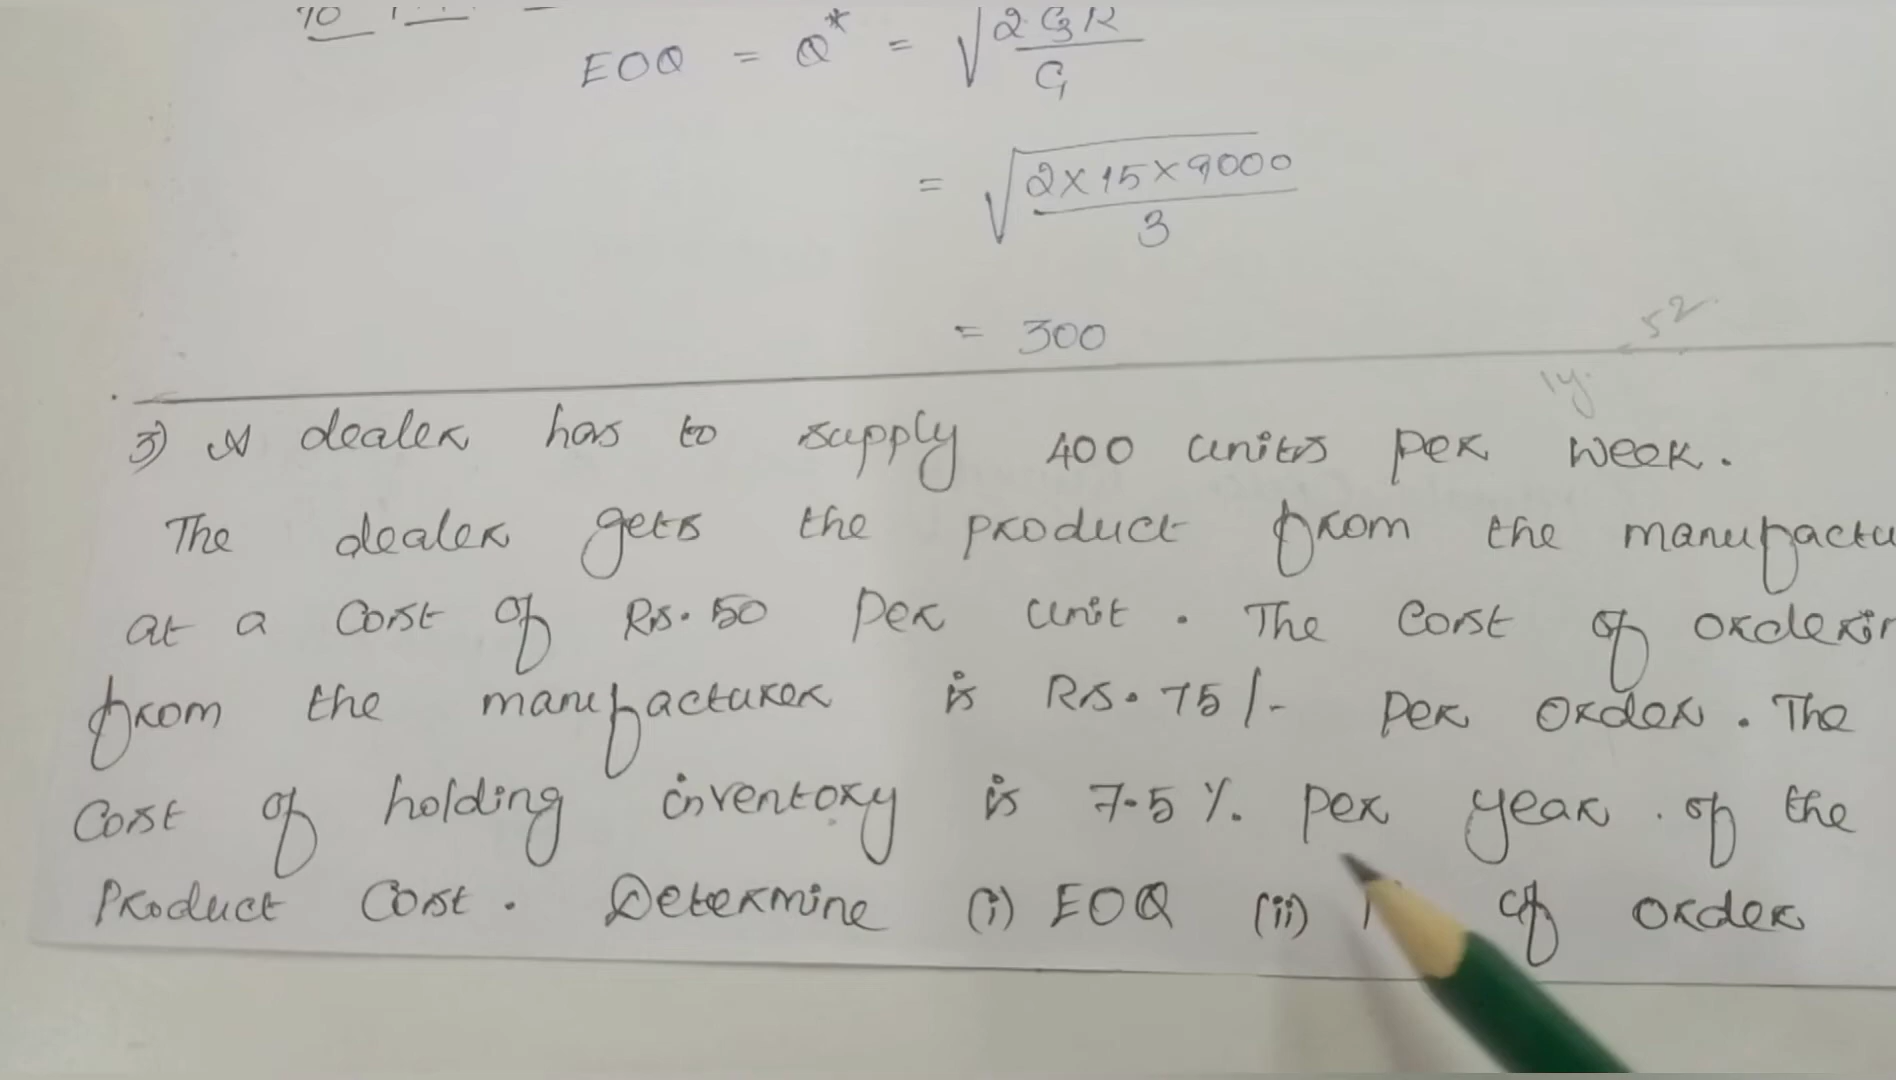 EOQ = Q* = √2C3R
C1
= √2×15×9000
3
= 300
52
1y.
3) A dealer has to supply 400 units per week.
The dealer gets the product from the manufactu
at a cost of Rs. 50 per unit. The cost of orderin
from the manufacturer is Rs. 75/- per order. The
cost of holding inventory is 7.5 %. per year. of the
Product cost. Determine (i) EOQ (ii) of order